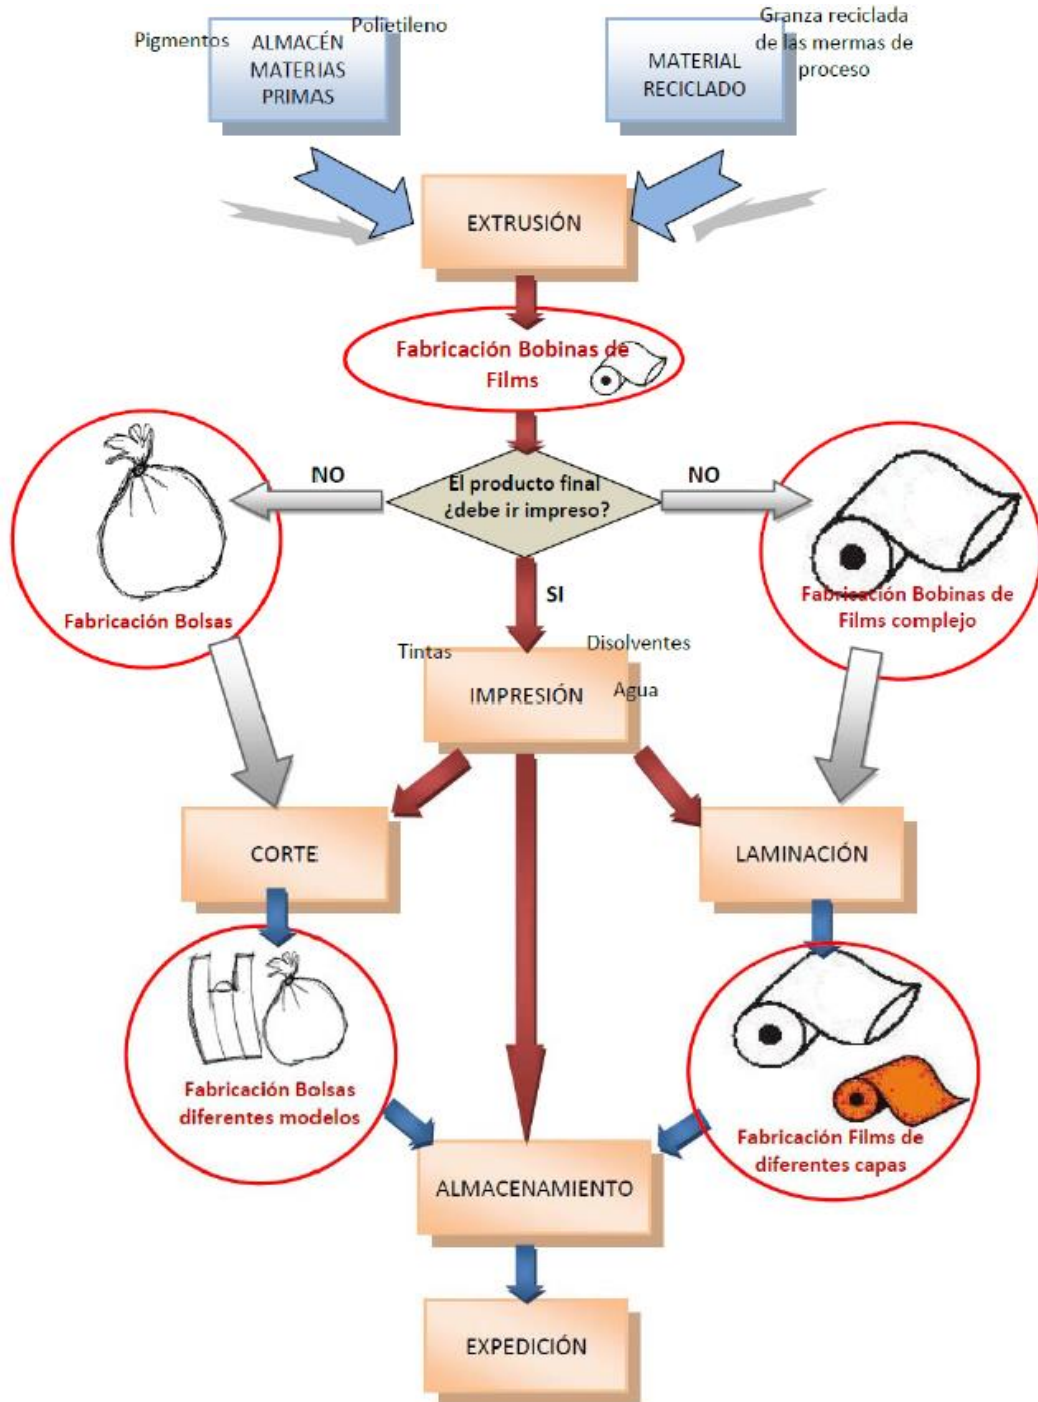 Pigmentos
Polietileno
ALMACÉN
MATERIAS
PRIMAS
Granza reciclada
de las mermas de
proceso
MATERIAL
RECICLADO
EXTRUSIÓN
Fabricación Bobinas de
Films
El producto final
¿debe ir impreso?
NO
NO
SI
Fabricación Bolsas
Fabricación Bobinas de
Films complejo
Tintas
Disolventes
Agua
IMPRESIÓN
CORTE
LAMINACIÓN
Fabricación Bolsas
diferentes modelos
Fabricación Films de
diferentes capas
ALMACENAMIENTO
EXPEDICIÓN